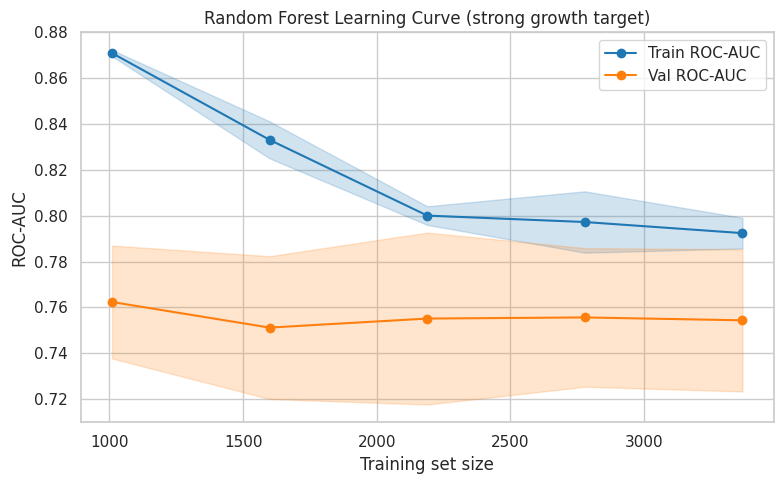 Random Forest Learning Curve (strong growth target)
Train ROC-AUC
Val ROC-AUC
ROC-AUC
0.88
0.86
0.84
0.82
0.80
0.78
0.76
0.74
0.72
1000 1500 2000 2500 3000
Training set size